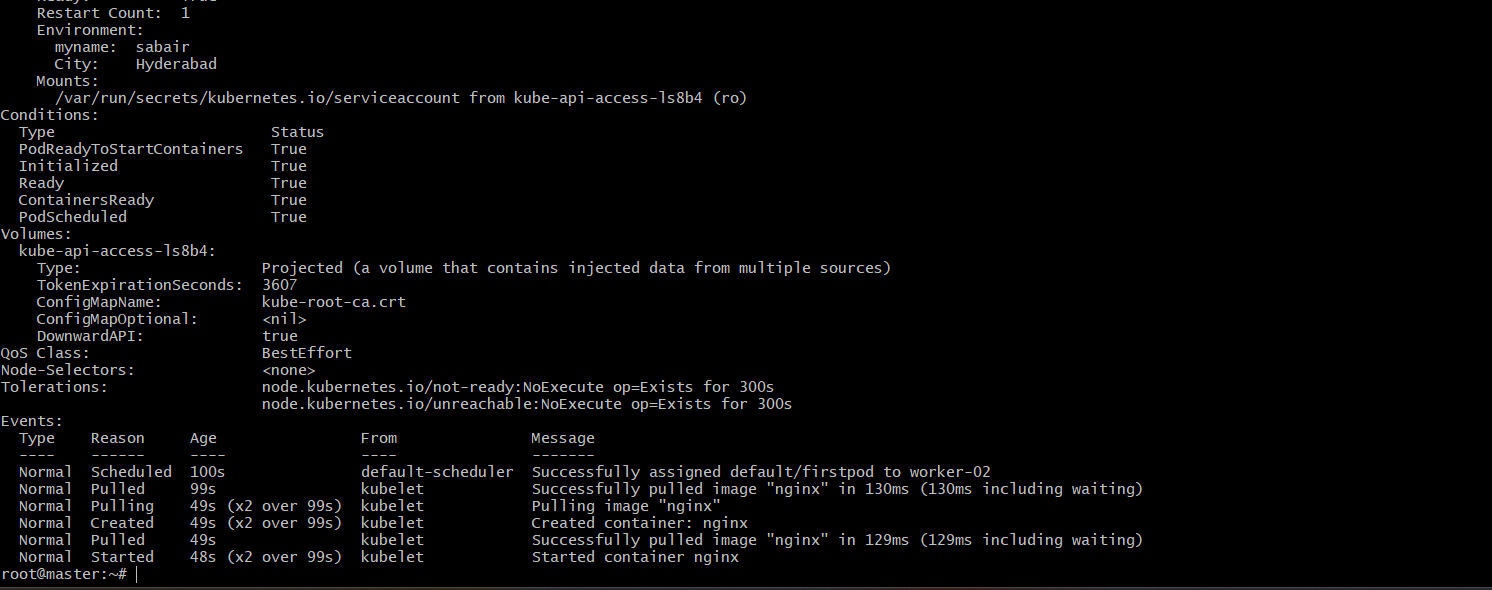 Restart Count:  1
    Environment:
      myname:  sabair
      City:    Hyderabad
    Mounts:
      /var/run/secrets/kubernetes.io/serviceaccount from kube-api-access-ls8b4 (ro)
Conditions:
  Type                        Status
  PodReadyToStartContainers   True
  Initialized                 True
  Ready                       True
  ContainersReady             True
  PodScheduled                True
Volumes:
  kube-api-access-ls8b4:
    Type:                    Projected (a volume that contains injected data from multiple sources)
    TokenExpirationSeconds:  3607
    ConfigMapName:           kube-root-ca.crt
    ConfigMapOptional:       <nil>
    DownwardAPI:             true
QoS Class:                   BestEffort
Node-Selectors:              <none>
Tolerations:                 node.kubernetes.io/not-ready:NoExecute op=Exists for 300s
                             node.kubernetes.io/unreachable:NoExecute op=Exists for 300s
Events:
  Type    Reason     Age                From               Message
  ----    ------     ----               ----               -------
  Normal  Scheduled  100s               default-scheduler  Successfully assigned default/firstpod to worker-02
  Normal  Pulled     99s                kubelet            Successfully pulled image "nginx" in 130ms (130ms including waiting)
  Normal  Pulling    49s (x2 over 99s)  kubelet            Pulling image "nginx"
  Normal  Created    49s (x2 over 99s)  kubelet            Created container: nginx
  Normal  Pulled     49s                kubelet            Successfully pulled image "nginx" in 129ms (129ms including waiting)
  Normal  Started    48s (x2 over 99s)  kubelet            Started container nginx
root@master:~#